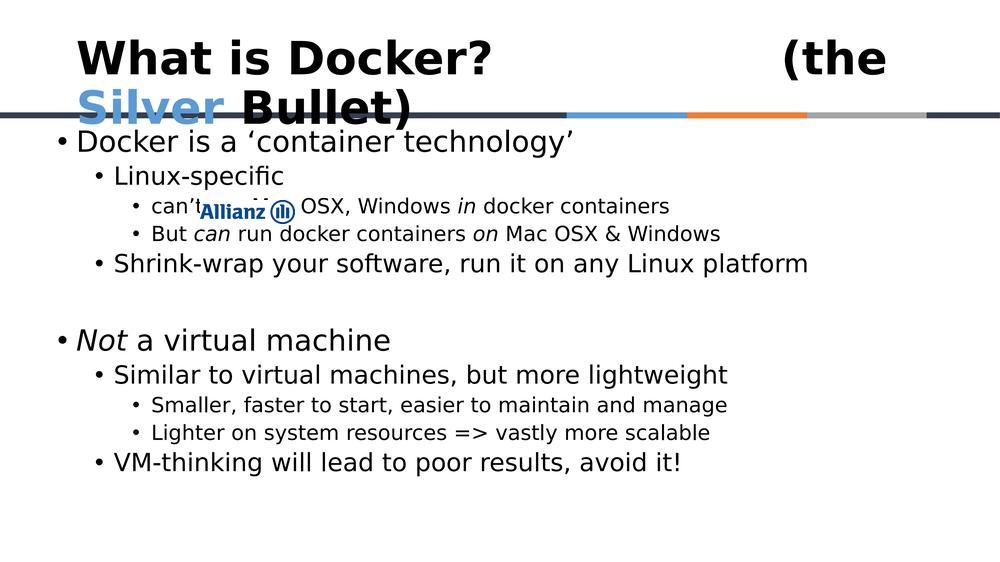 What is Docker? (the
Silver Bullet)
• Docker is a ‘container technology’
• Linux-specific
• can’t OSX, Windows in docker containers
Allianz
• But can run docker containers on Mac OSX & Windows
• Shrink-wrap your software, run it on any Linux platform
• Not a virtual machine
• Similar to virtual machines, but more lightweight
• Smaller, faster to start, easier to maintain and manage
• Lighter on system resources => vastly more scalable
• VM-thinking will lead to poor results, avoid it!